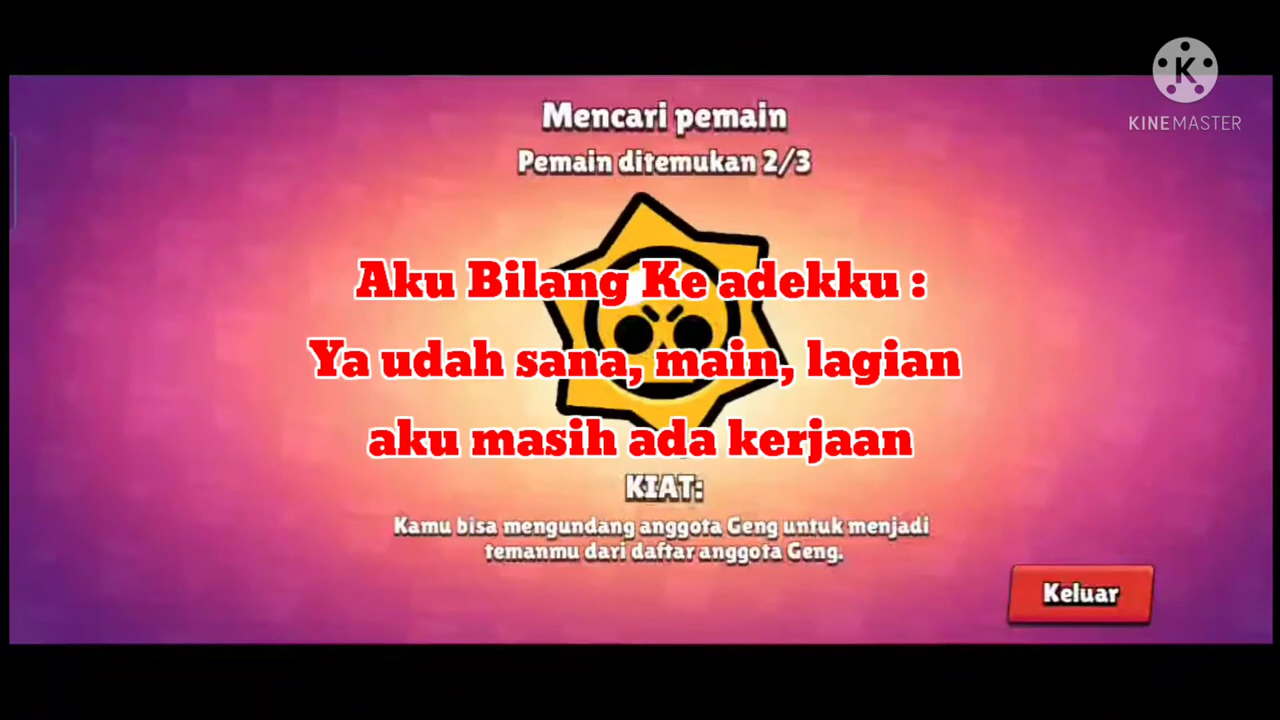 K
KINEMASTER
Mencari pemain
Pemain ditemukan 2/3
Aku Bilang Ke adekku :
Ya udah sana, main, lagian
aku masih ada kerjaan
KIAT:
Kamu bisa mengundang anggota Geng untuk menjadi
temanmu dari daftar anggota Geng.
Keluar